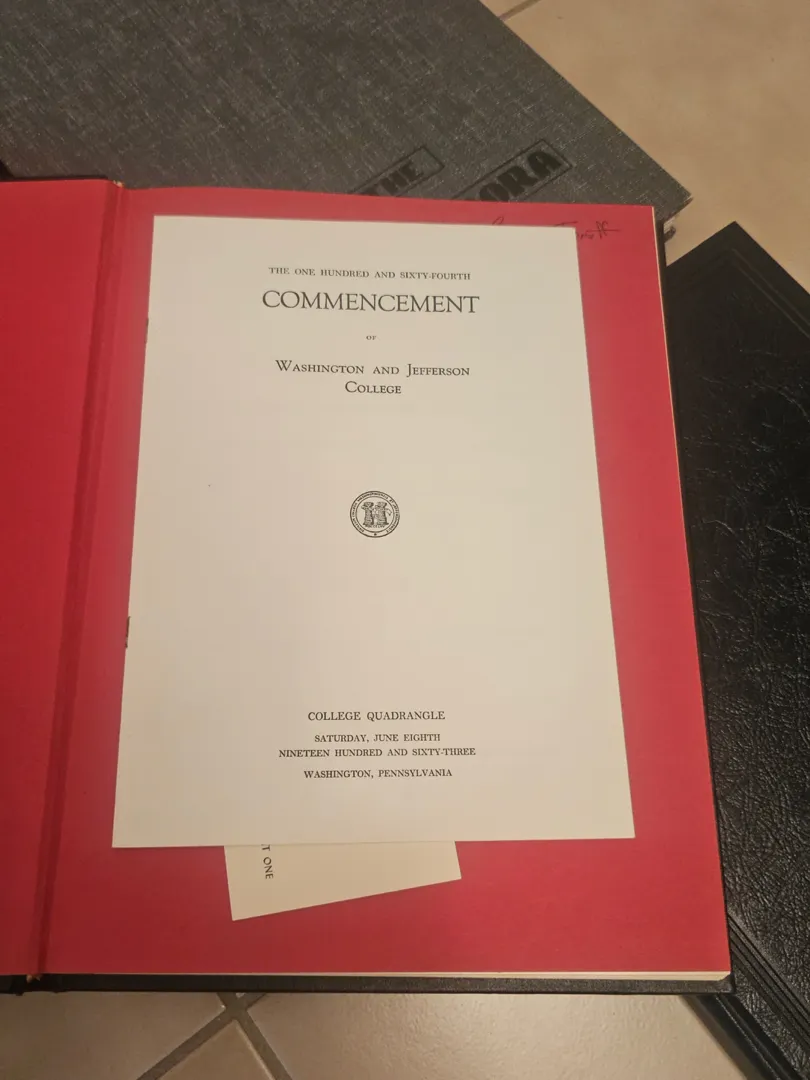 THE
ORA
THE ONE HUNDRED AND SIXTY-FOURTH
COMMENCEMENT
OF
WASHINGTON AND JEFFERSON
COLLEGE
COLLEGE QUADRANGLE
SATURDAY, JUNE EIGHTH
NINETEEN HUNDRED AND SIXTY-THREE
WASHINGTON, PENNSYLVANIA
T ONE